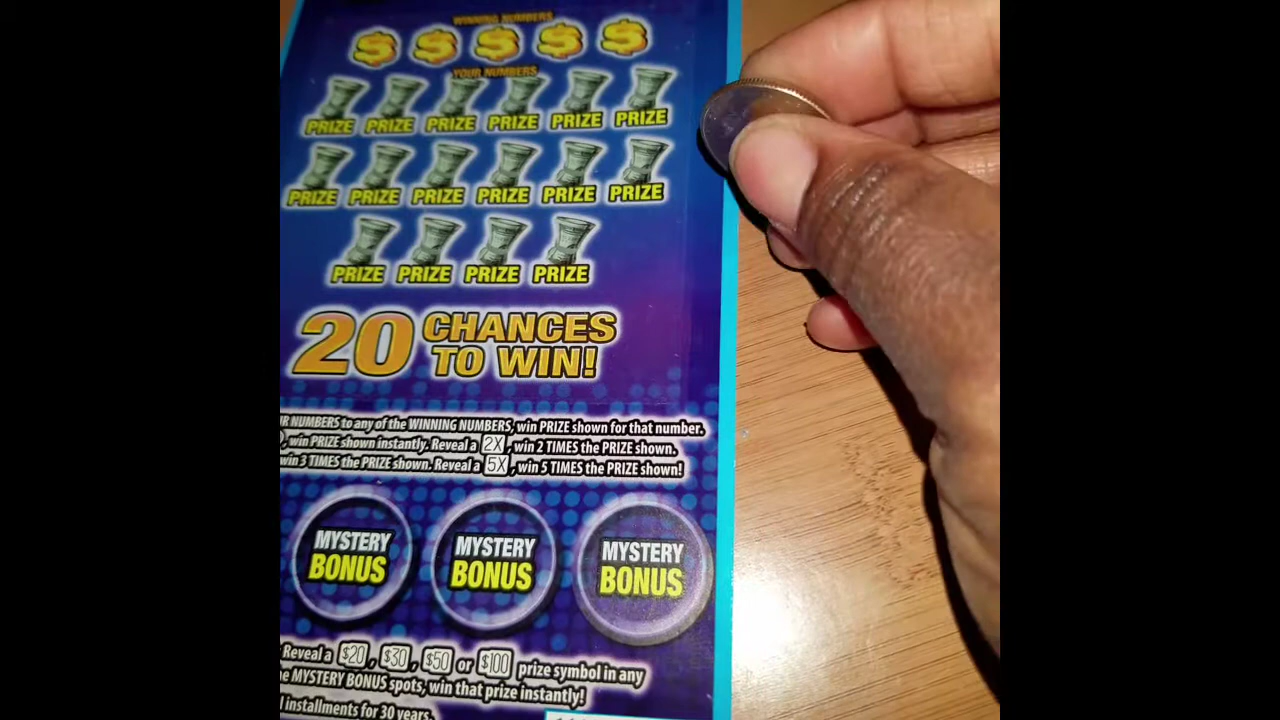 WINNING NUMBERS
$ $ $ $ $
YOUR NUMBERS
PRIZE PRIZE PRIZE PRIZE PRIZE PRIZE
PRIZE PRIZE PRIZE PRIZE PRIZE PRIZE
PRIZE PRIZE PRIZE PRIZE
20 CHANCES
TO WIN!
R NUMBERS to any of the WINNING NUMBERS, win PRIZE shown for that number.
, win PRIZE shown instantly. Reveal a 2X, win 2 TIMES the PRIZE shown.
win 3 TIMES the PRIZE shown. Reveal a 5X, win 5 TIMES the PRIZE shown!
MYSTERY MYSTERY MYSTERY
BONUS BONUS BONUS
Reveal a $20, $30, $50 or $100 prize symbol in any
MYSTERY BONUS spots, win that prize instantly!
installments for 30 years.